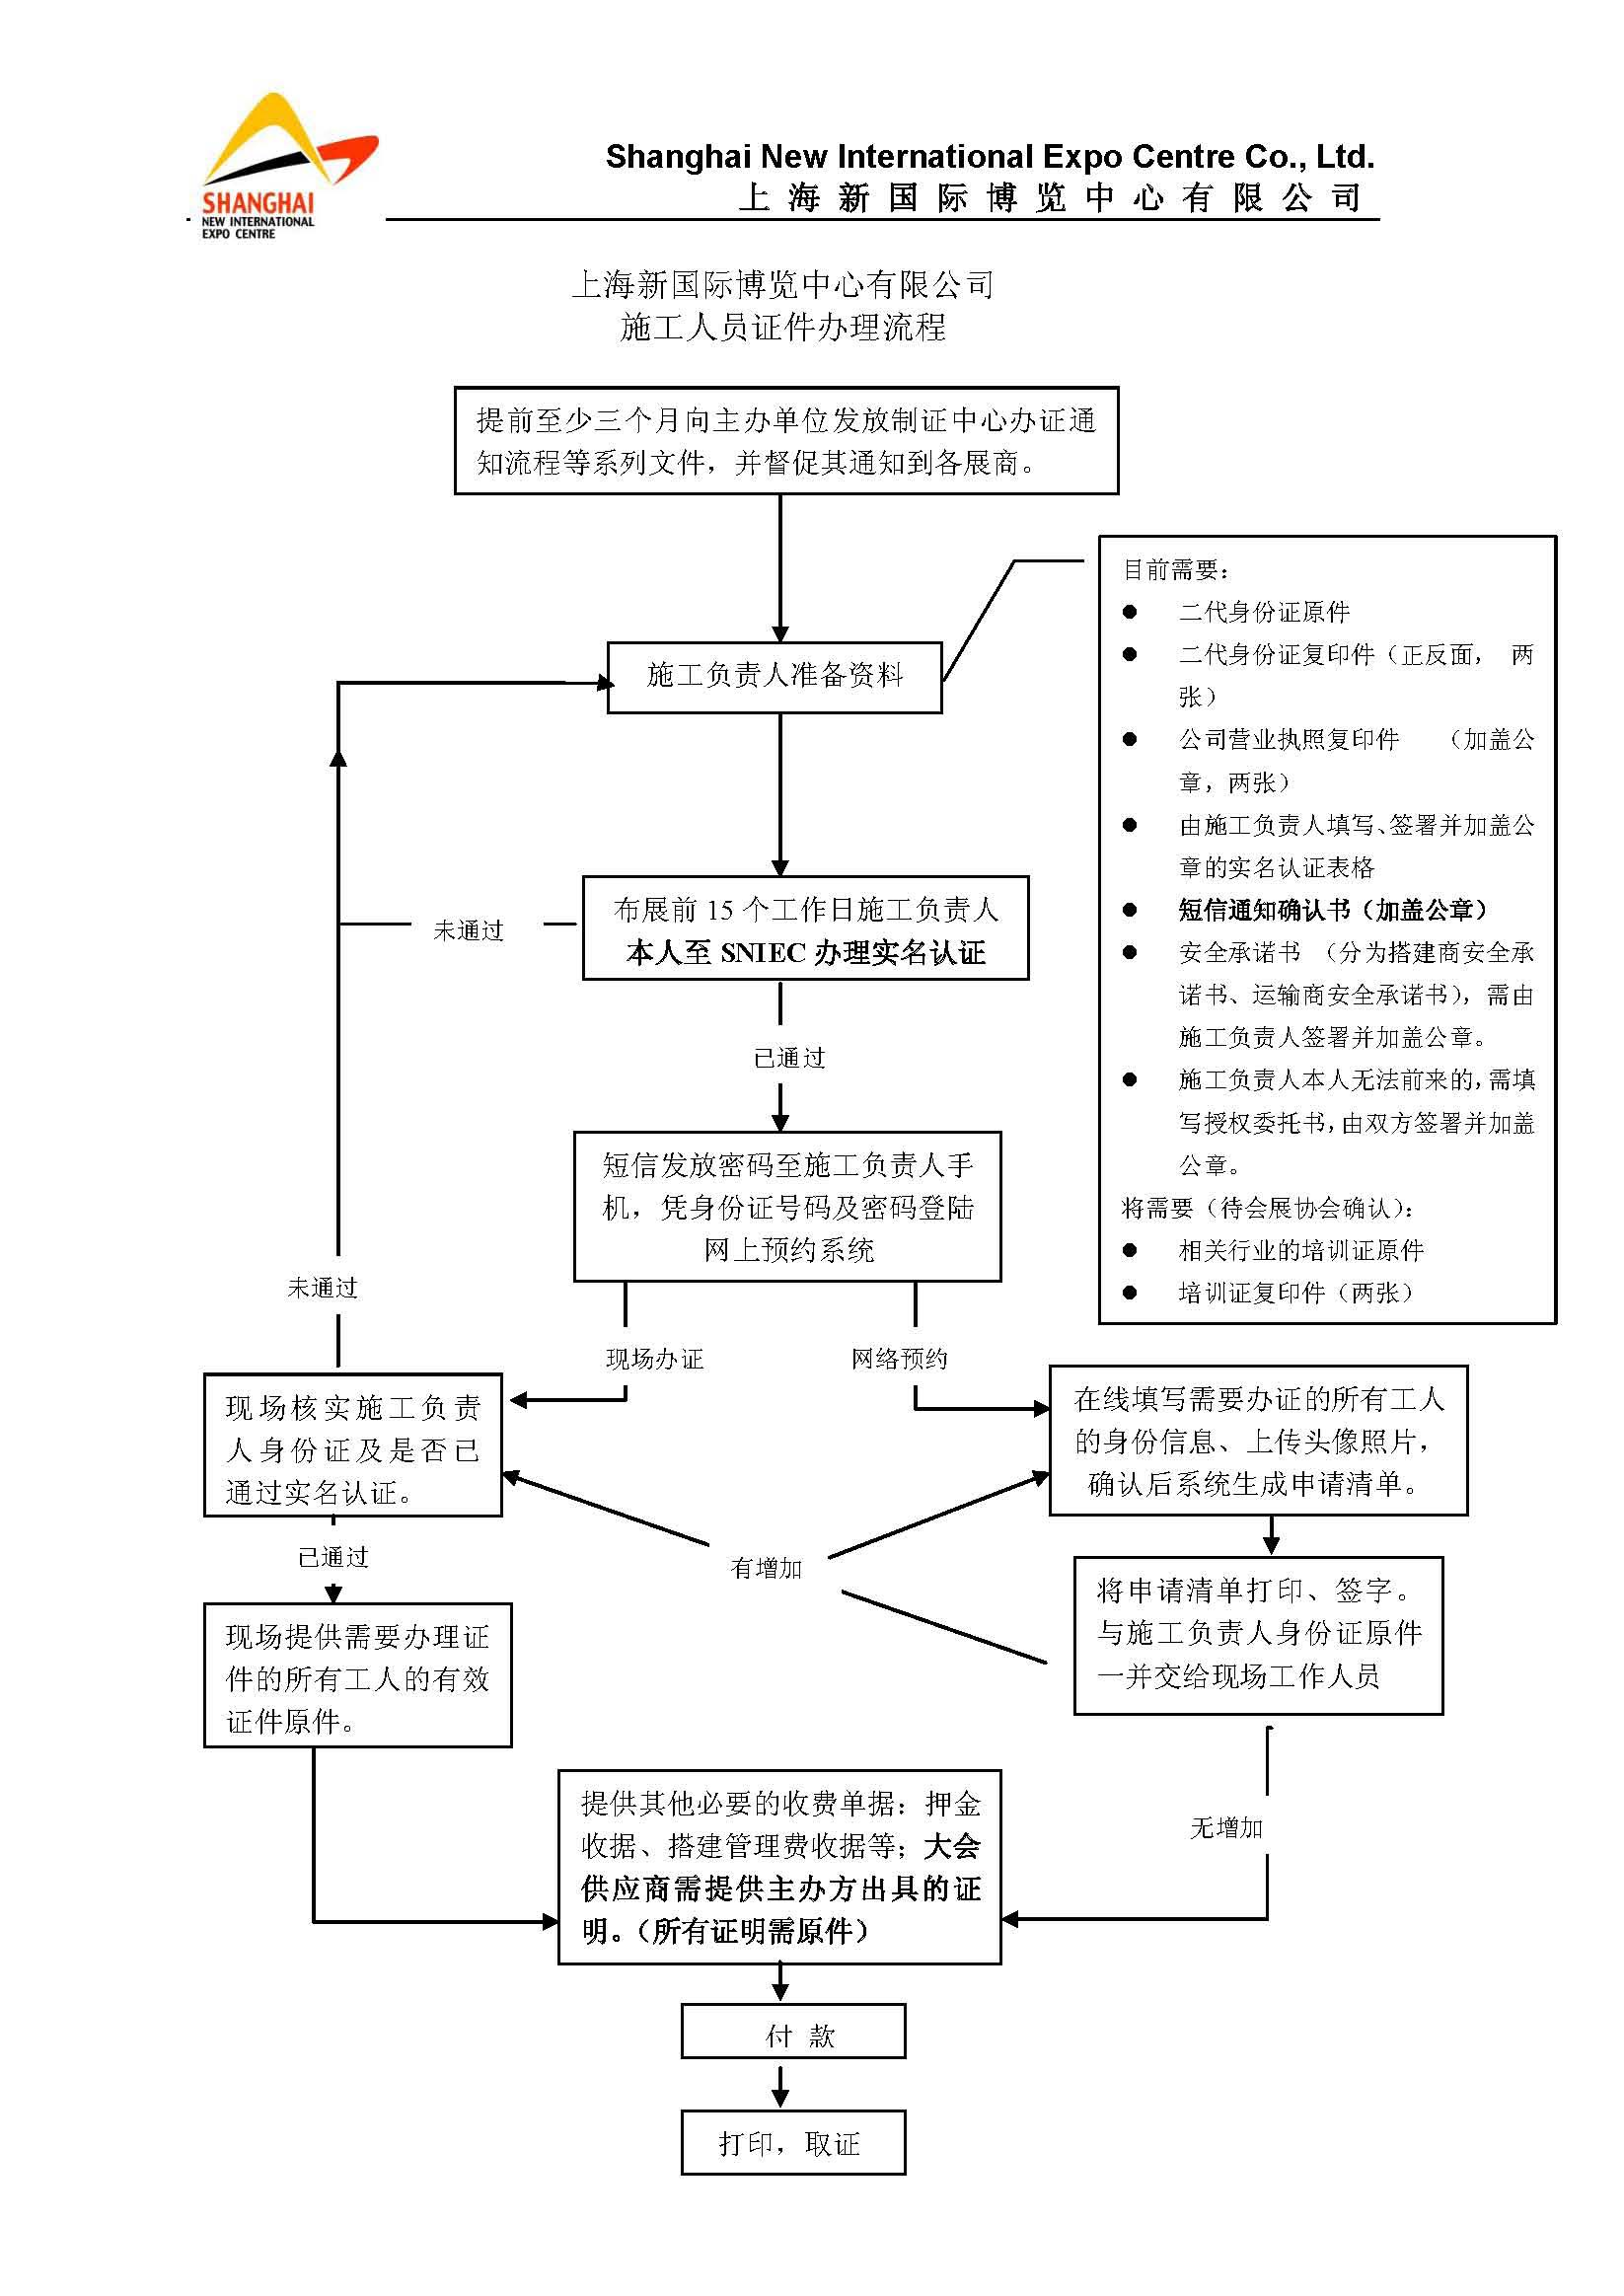 Shanghai New International Expo Centre Co., Ltd.
上海新国际博览中心有限公司
SHANGHAI
NEW INTERNATIONAL
EXPO CENTRE
上海新国际博览中心有限公司
施工人员证件办理流程
提前至少三个月向主办单位发放制证中心办证通
知流程等系列文件，并督促其通知到各展商。
施工负责人准备资料
目前需要：
● 二代身份证原件
● 二代身份证复印件（正反面， 两
张）
● 公司营业执照复印件 （加盖公
章，两张）
● 由施工负责人填写、签署并加盖公
章的实名认证表格
● 短信通知确认书（加盖公章）
● 安全承诺书 （分为搭建商安全承
诺书、运输商安全承诺书），需由
施工负责人签署并加盖公章。
● 施工负责人本人无法前来的，需填
写授权委托书，由双方签署并加盖
公章。
将需要（待会展协会确认）：
● 相关行业的培训证原件
● 培训证复印件（两张）
布展前 15 个工作日施工负责人
本人至 SNIEC 办理实名认证
未通过
已通过
短信发放密码至施工负责人手
机，凭身份证号码及密码登陆
网上预约系统
未通过
现场办证
网络预约
现场核实施工负责
人身份证及是否已
通过实名认证。
在线填写需要办证的所有工人
的身份信息、上传头像照片，
确认后系统生成申请清单。
已通过
有增加
将申请清单打印、签字。
与施工负责人身份证原件
一并交给现场工作人员
现场提供需要办理证
件的所有工人的有效
证件原件。
无增加
提供其他必要的收费单据：押金
收据、搭建管理费收据等；大会
供应商需提供主办方出具的证
明。（所有证明需原件）
付 款
打印，取证